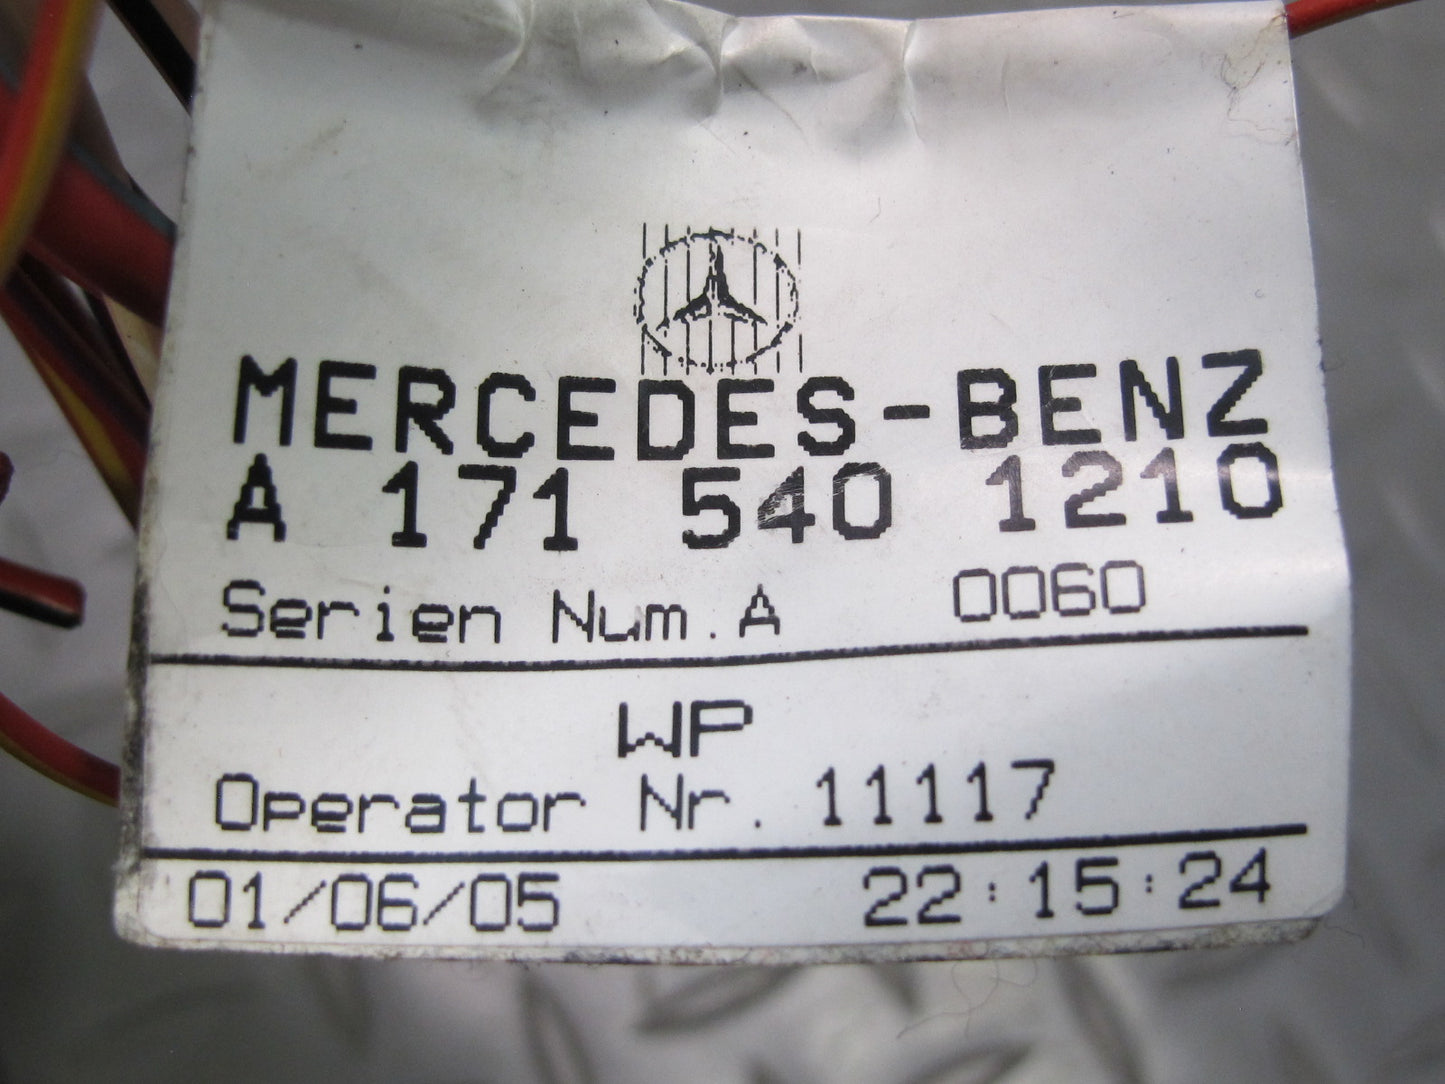 MERCEDES-BENZ
A 171 540 1210
Serien Num.A 0060
WP
Operator Nr. 11117
01/06/05 22:15:24